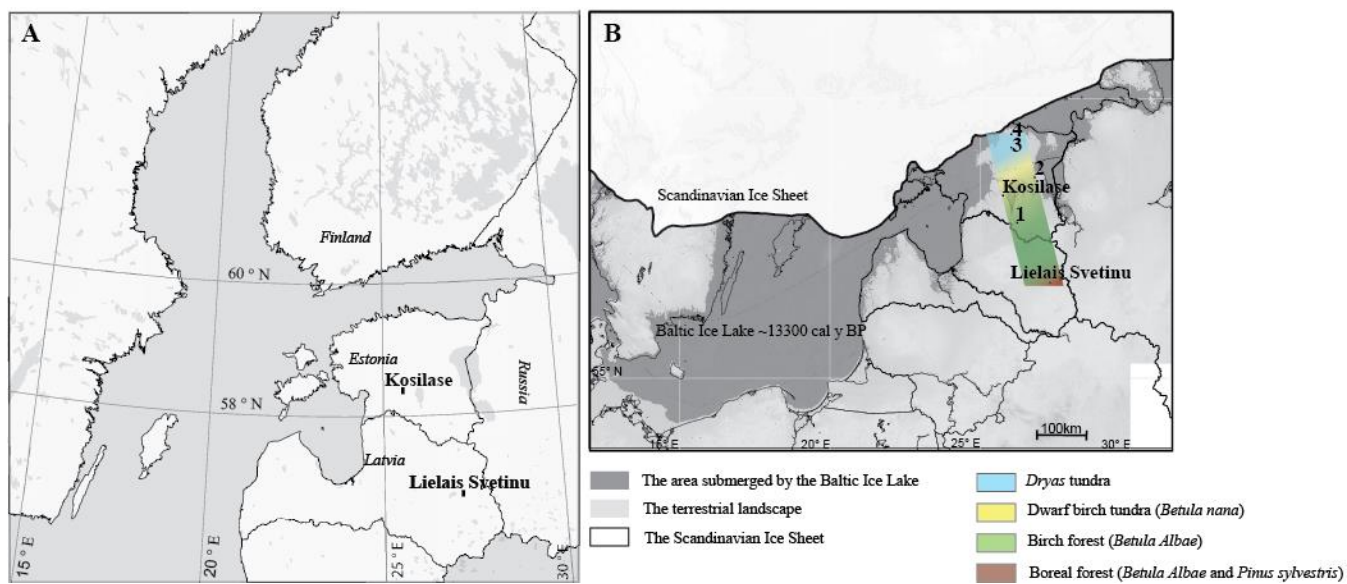 A
Finland
60 ° N
Estonia
Kosilase
Russia
58 ° N
Latvia
Lielais Svetinu
15 ° E
20 ° E
25 ° E
30 ° E
B
4
3
2
Kosilase
Scandinavian Ice Sheet
1
Lielais Svetinu
Baltic Ice Lake ~13300 cal y BP
55° N
100km
15° E
20° E
25° E
30° E
The area submerged by the Baltic Ice Lake
The terrestrial landscape
The Scandinavian Ice Sheet
Dryas tundra
Dwarf birch tundra (Betula nana)
Birch forest (Betula Albae)
Boreal forest (Betula Albae and Pinus sylvestris)